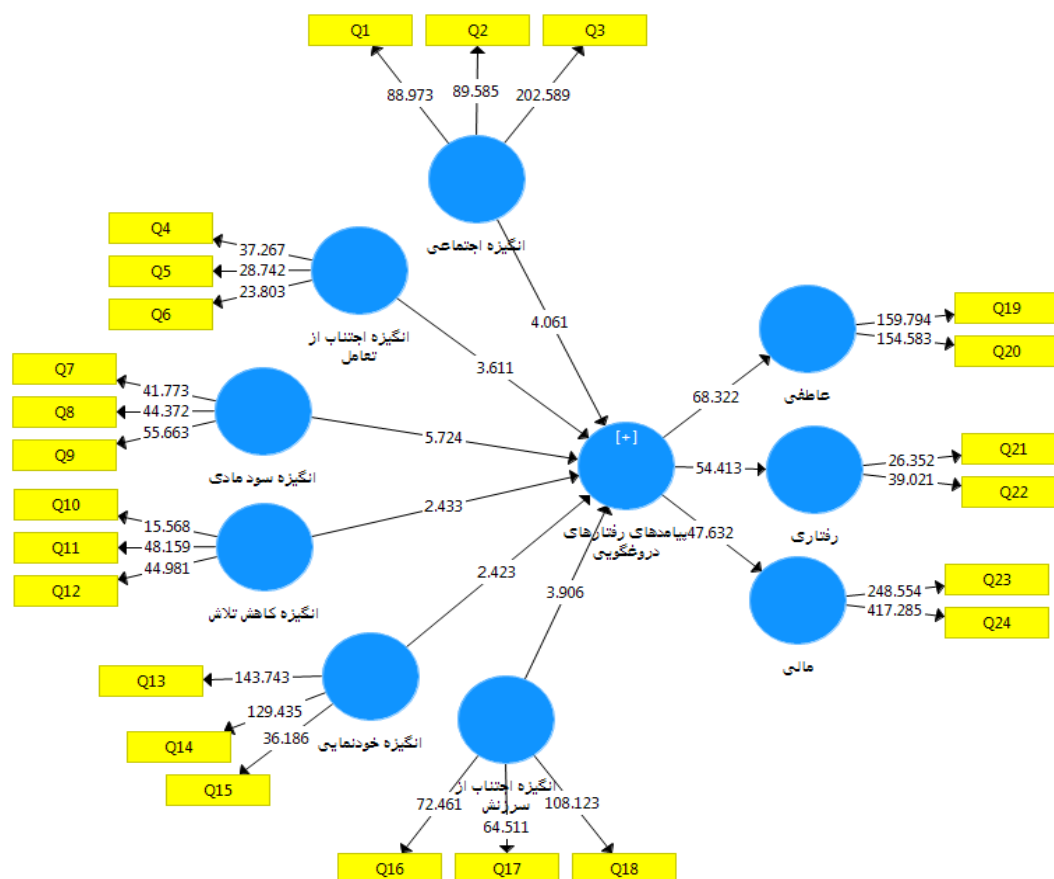 Q1
Q2
Q3
88.973
89.585
202.589
انگیزه اجتماعی
4.061
Q4
Q5
Q6
37.267
28.742
23.803
انگیزه اجتناب از
تعامل
3.611
Q7
Q8
Q9
41.773
44.372
55.663
انگیزه سود مادی
5.724
Q10
Q11
Q12
15.568
48.159
44.981
انگیزه کاهش تلاش
2.433
Q13
Q14
Q15
143.743
129.435
36.186
انگیزه خودنمایی
2.423
انگیزه اجتناب از
سرزنش
3.906
72.461
64.511
108.123
Q16
Q17
Q18
[+]
پیامدهای رفتارهای
دروغگویی
68.322
54.413
47.632
عاطفی
159.794
154.583
Q19
Q20
رفتاری
26.352
39.021
Q21
Q22
مالی
248.554
417.285
Q23
Q24